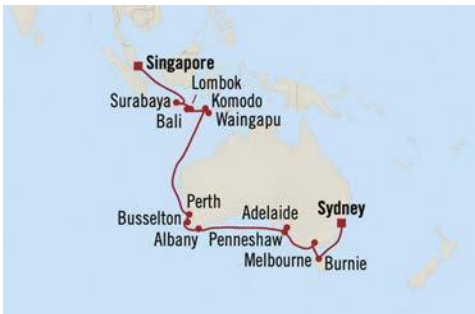 Singapore
Lombok
Surabaya
Komodo
Bali
Waingapu
Perth
Busselton
Adelaide
Sydney
Albany
Penneshaw
Melbourne
Burnie